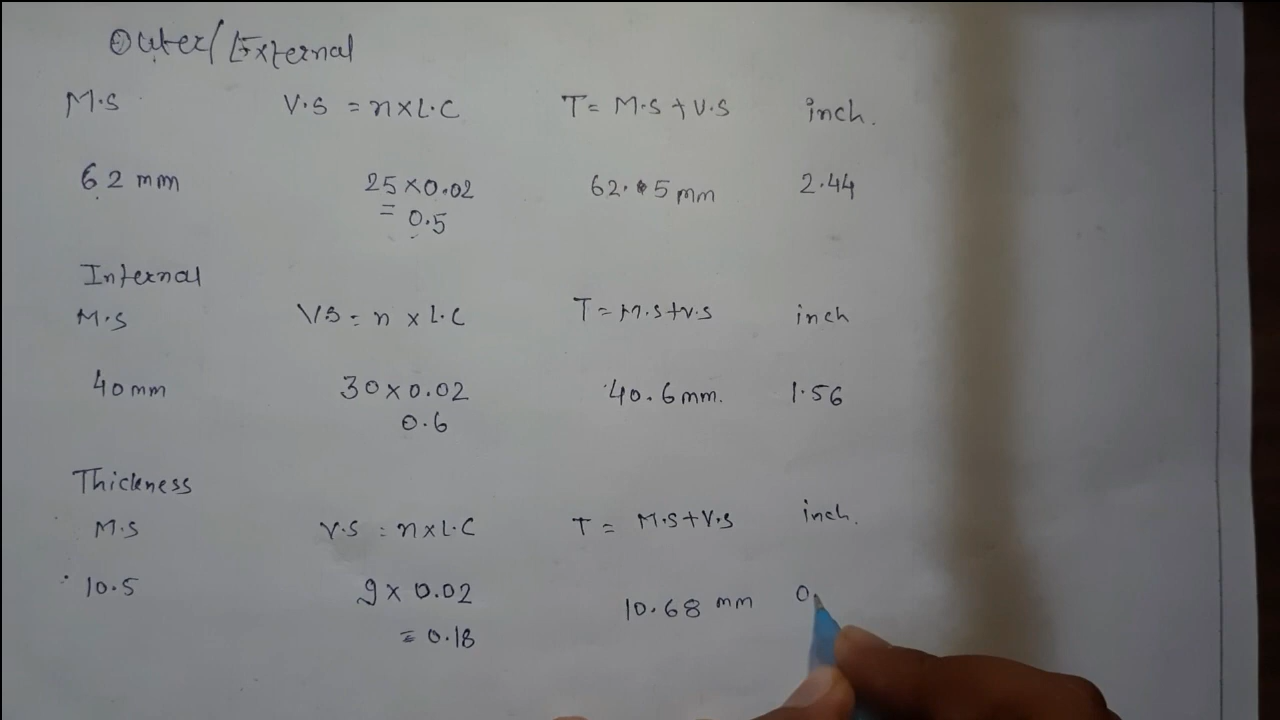 Outer/External
M.S V.S = n×L.C T= M.S+V.S inch.
62 mm 25×0.02 62.5 mm 2.44
= 0.5
Internal
M.S VS = n × L.C T= M.S+V.S inch
40mm 30×0.02 40.6mm. 1.56
0.6
Thickness
M.S V.S = n×L.C T= M.S+V.S inch.
10.5 9× 0.02 10.68 mm 0.
= 0.18